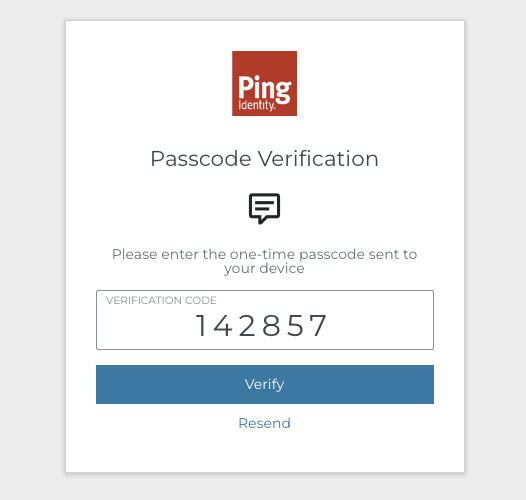 Ping
Identity.
Passcode Verification
Please enter the one-time passcode sent to
your device
VERIFICATION CODE
142857
Verify
Resend